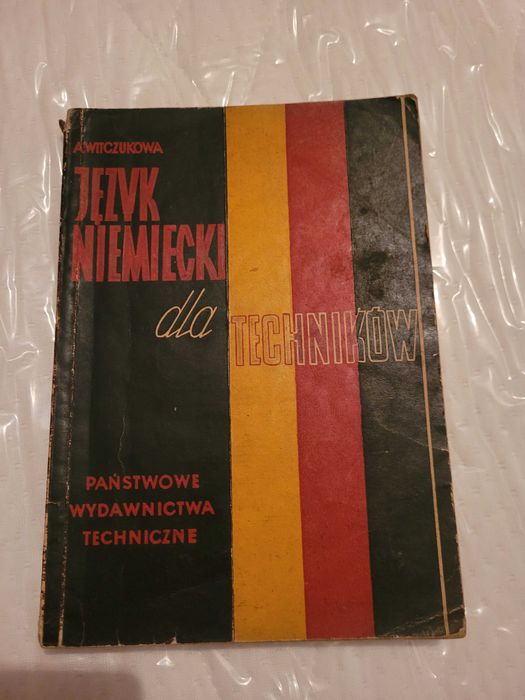 A. WITCZUKOWA
JĘZYK
NIEMIECKI
dla TECHNIKÓW
PAŃSTWOWE
WYDAWNICTWA
TECHNICZNE